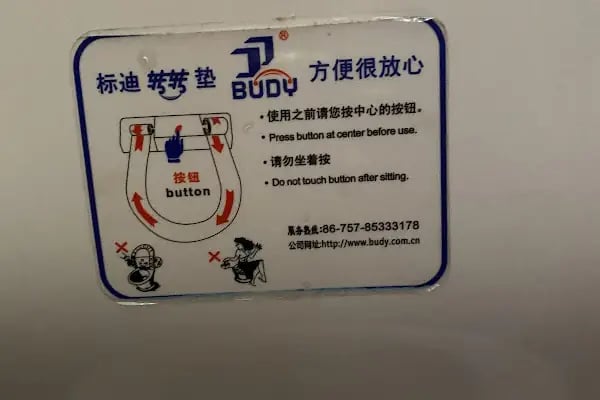 标迪 转转 垫 BUDY® 方便很放心
· 使用之前请您按中心的按钮。
· Press button at center before use.
· 请勿坐着按
· Do not touch button after sitting.
按钮
button
服务热线:86-757-85333178
公司网址:http://www.budy.com.cn